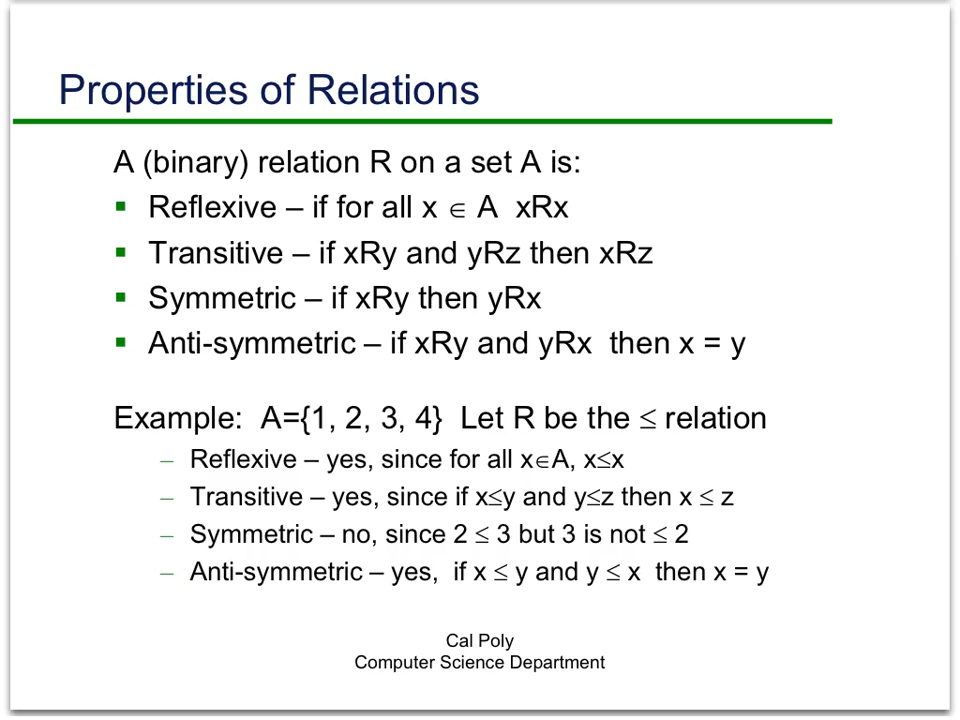 Properties of Relations
A (binary) relation R on a set A is:
▪ Reflexive – if for all x ∈ A  xRx
▪ Transitive – if xRy and yRz then xRz
▪ Symmetric – if xRy then yRx
▪ Anti-symmetric – if xRy and yRx  then x = y
Example:  A={1, 2, 3, 4}  Let R be the ≤ relation
– Reflexive – yes, since for all x∈A, x≤x
– Transitive – yes, since if x≤y and y≤z then x ≤ z
– Symmetric – no, since 2 ≤ 3 but 3 is not ≤ 2
– Anti-symmetric – yes,  if x ≤ y and y ≤ x  then x = y
Cal Poly
Computer Science Department